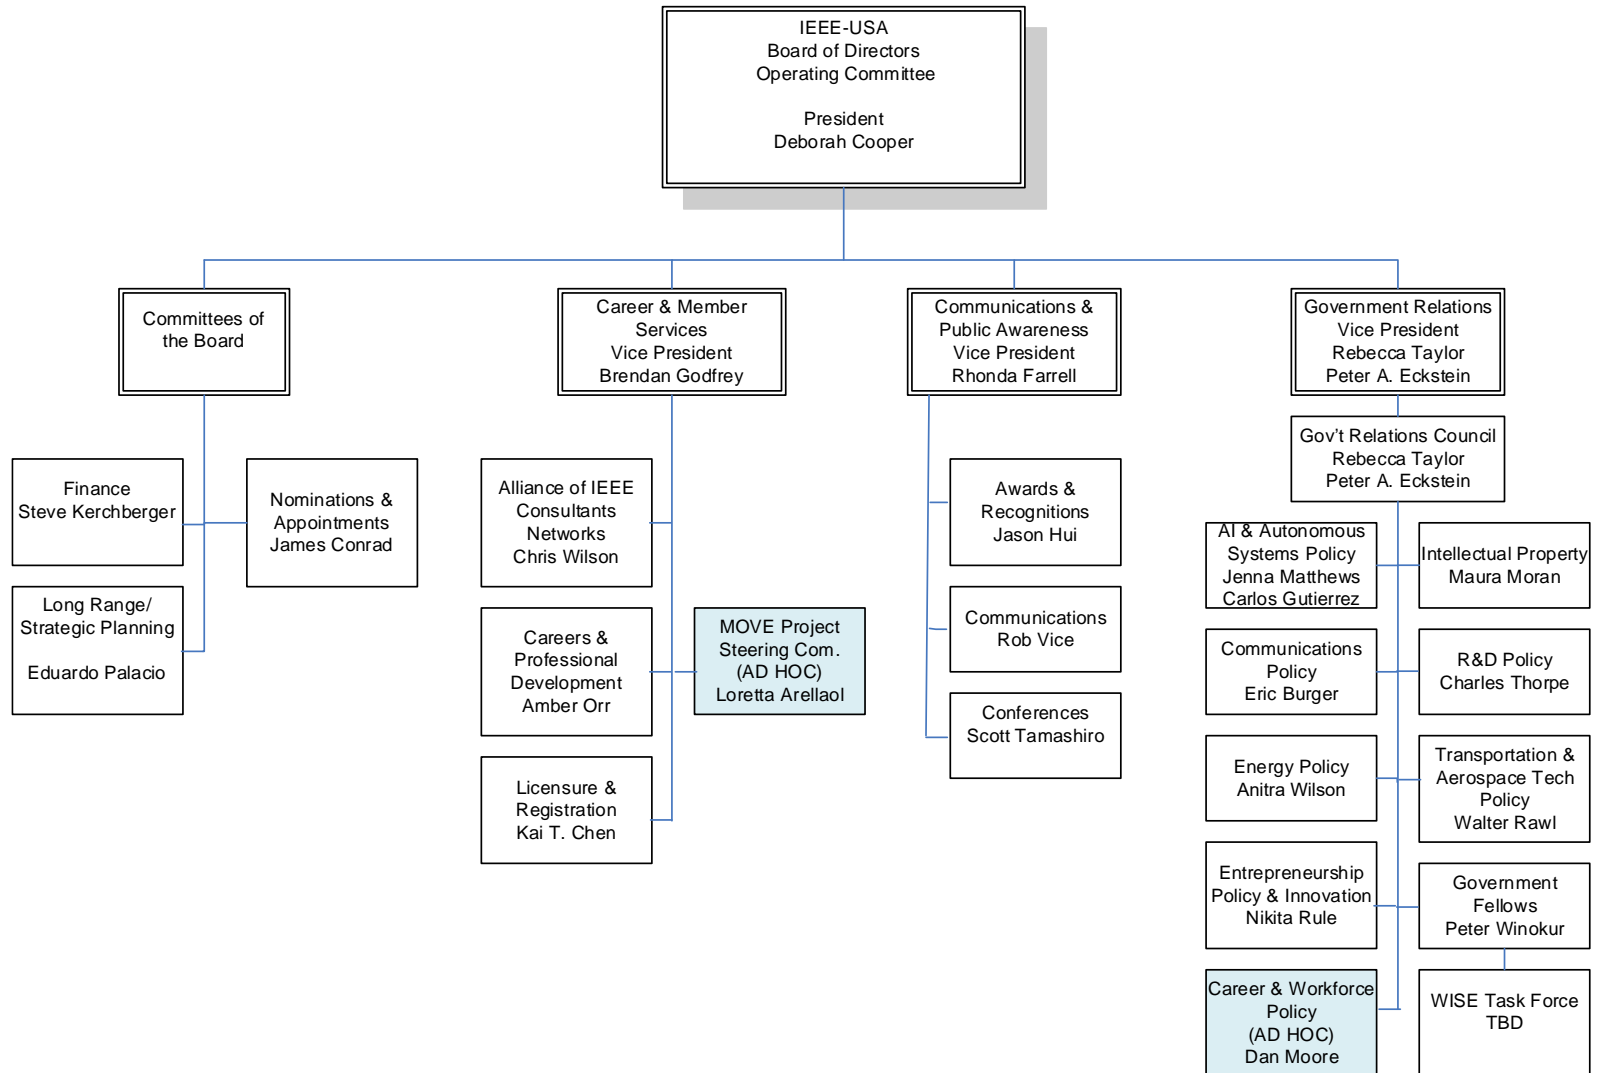 IEEE-USA
Board of Directors
Operating Committee
President
Deborah Cooper
Committees of
the Board
Career & Member
Services
Vice President
Brendan Godfrey
Communications &
Public Awareness
Vice President
Rhonda Farrell
Government Relations
Vice President
Rebecca Taylor
Peter A. Eckstein
Gov't Relations Council
Rebecca Taylor
Peter A. Eckstein
Finance
Steve Kerchberger
Nominations &
Appointments
James Conrad
Long Range/
Strategic Planning
Eduardo Palacio
Alliance of IEEE
Consultants
Networks
Chris Wilson
Careers &
Professional
Development
Amber Orr
MOVE Project
Steering Com.
(AD HOC)
Loretta Arellaol
Licensure &
Registration
Kai T. Chen
Awards &
Recognitions
Jason Hui
Communications
Rob Vice
Conferences
Scott Tamashiro
AI & Autonomous
Systems Policy
Jenna Matthews
Carlos Gutierrez
Intellectual Property
Maura Moran
Communications
Policy
Eric Burger
R&D Policy
Charles Thorpe
Energy Policy
Anitra Wilson
Transportation &
Aerospace Tech
Policy
Walter Rawl
Entrepreneurship
Policy & Innovation
Nikita Rule
Government
Fellows
Peter Winokur
Career & Workforce
Policy
(AD HOC)
Dan Moore
WISE Task Force
TBD